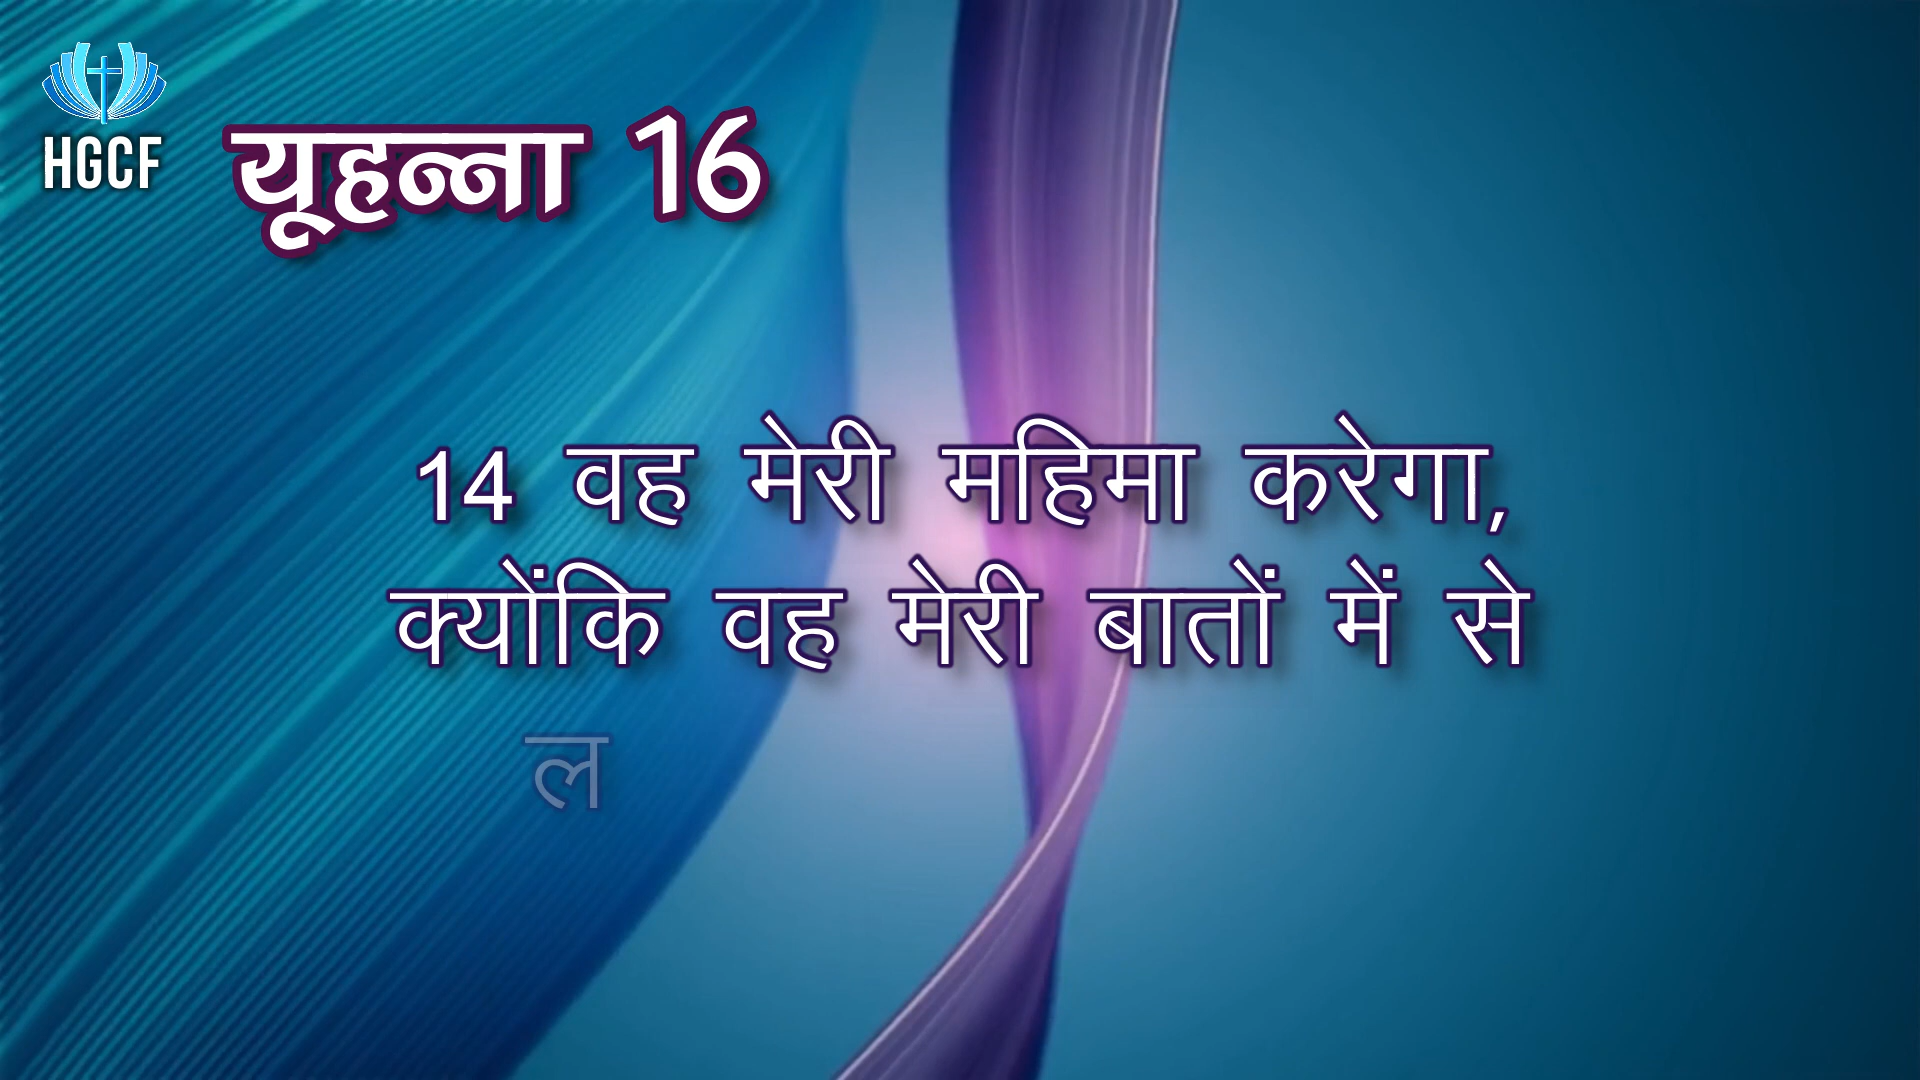 HGCF
यूहन्ना 16
14 वह मेरी महिमा करेगा,
क्योंकि वह मेरी बातों में से
ल